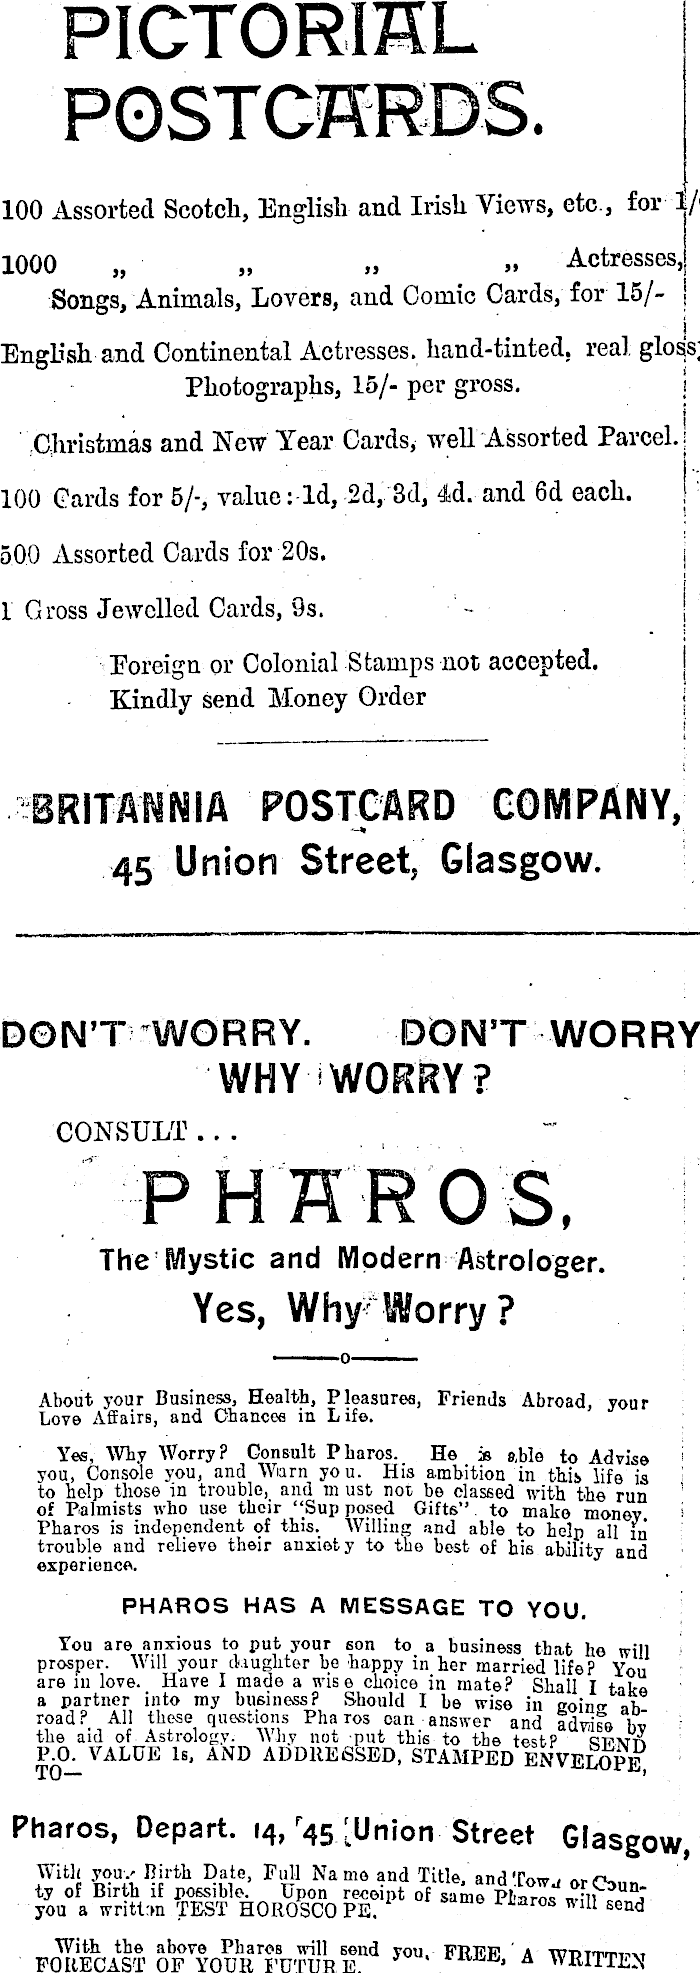 PICTORIAL
POSTCARDS.
100 Assorted Scotch, English and Irish Views, etc., for 1/
1000 „ „ „ „ Actresses,
Songs, Animals, Lovers, and Comic Cards, for 15/-
English and Continental Actresses. hand-tinted, real gloss
Photographs, 15/- per gross.
Christmas and New Year Cards, well Assorted Parcel.
100 Cards for 5/-, value: 1d, 2d, 3d, 4d. and 6d each.
500 Assorted Cards for 20s.
1 Gross Jewelled Cards, 9s.
Foreign or Colonial Stamps not accepted.
Kindly send Money Order
BRITANNIA POSTCARD COMPANY,
45 Union Street, Glasgow.
DON'T WORRY. DON'T WORRY
WHY WORRY?
CONSULT...
PHAROS,
The Mystic and Modern Astrologer.
Yes, Why Worry?
About your Business, Health, Pleasures, Friends Abroad, your
Love Affairs, and Chances in Life.
Yes, Why Worry? Consult Pharos. He is able to Advise
you, Console you, and Warn you. His ambition in this life is
to help those in trouble, and must not be classed with the run
of Palmists who use their "Supposed Gifts" to make money.
Pharos is independent of this. Willing and able to help all in
trouble and relieve their anxiety to the best of his ability and
experience.
PHAROS HAS A MESSAGE TO YOU.
You are anxious to put your son to a business that he will
prosper. Will your daughter be happy in her married life? You
are in love. Have I made a wise choice in mate? Shall I take
a partner into my business? Should I be wise in going ab-
road? All these questions Pharos can answer and advise by
the aid of Astrology. Why not put this to the test? SEND
P.O. VALUE 1s, AND ADDRESSED, STAMPED ENVELOPE,
TO—
Pharos, Depart. 14, 45 Union Street Glasgow,
With your Birth Date, Full Name and Title, and Town or Coun-
ty of Birth if possible. Upon receipt of same Pharos will send
you a written TEST HOROSCOPE.
With the above Pharos will send you, FREE, A WRITTEN
FORECAST OF YOUR FUTURE.